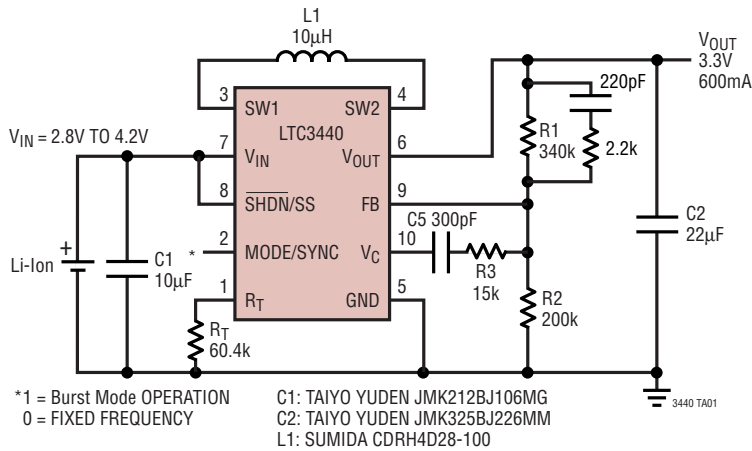 L1
10µH
3
SW1
4
SW2
LTC3440
VIN = 2.8V TO 4.2V
7
VIN
6
VOUT
8
SHDN/SS
9
FB
2
*
MODE/SYNC
10
VC
1
RT
5
GND
Li-Ion
+
C1
10µF
RT
60.4k
C5 300pF
R3
15k
R1
340k
220pF
2.2k
R2
200k
VOUT
3.3V
600mA
C2
22µF
3440 TA01
*1 = Burst Mode OPERATION
0 = FIXED FREQUENCY
C1: TAIYO YUDEN JMK212BJ106MG
C2: TAIYO YUDEN JMK325BJ226MM
L1: SUMIDA CDRH4D28-100